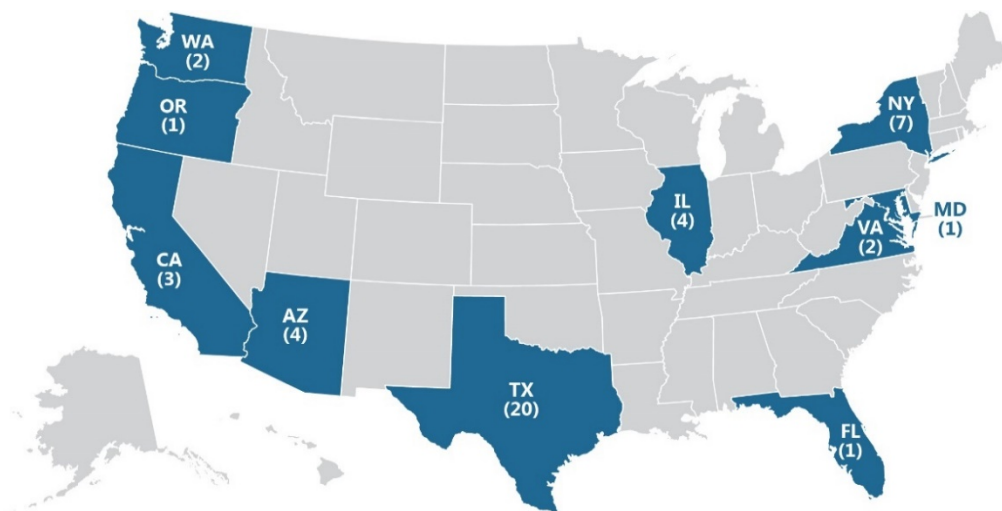 WA
(2)
OR
(1)
CA
(3)
AZ
(4)
TX
(20)
IL
(4)
NY
(7)
MD
(1)
VA
(2)
FL
(1)